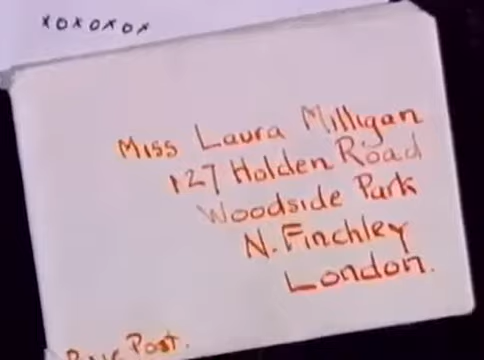 xoxoxox
Miss Laura Milligan
127 Holden Road
Woodside Park
N. Finchley
London.
Post.